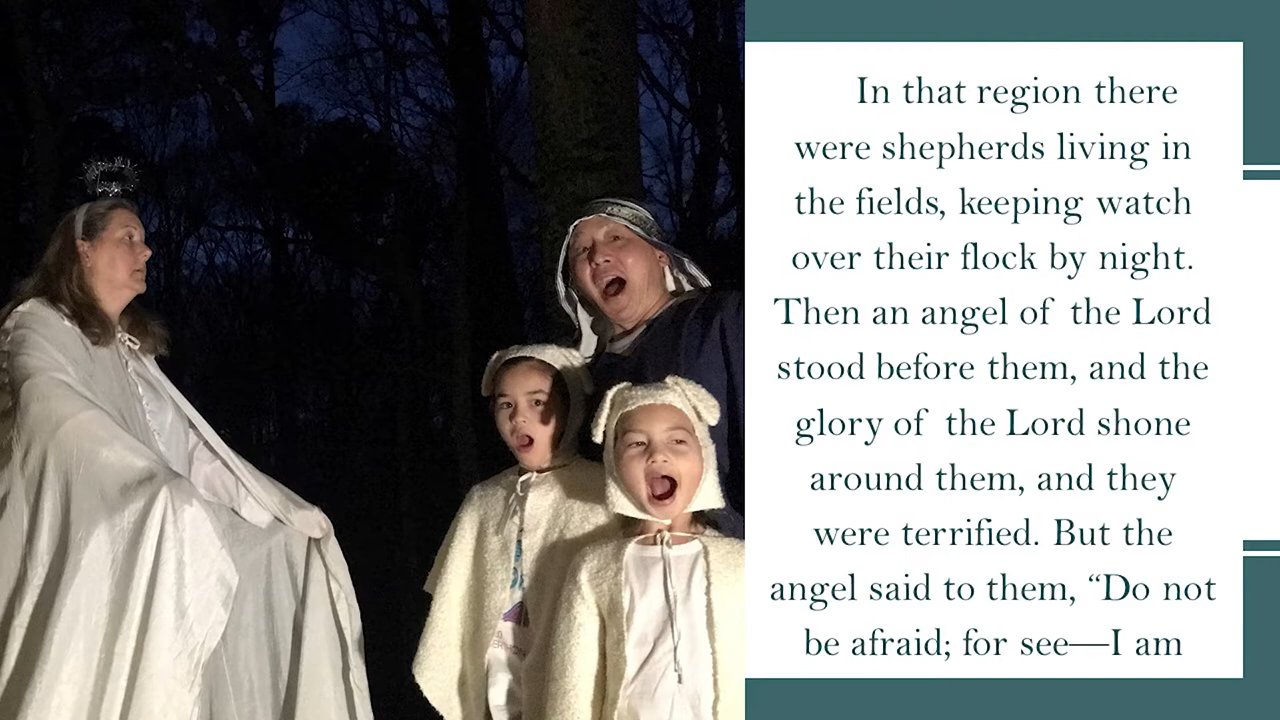 In that region there
were shepherds living in
the fields, keeping watch
over their flock by night.
Then an angel of the Lord
stood before them, and the
glory of the Lord shone
around them, and they
were terrified. But the
angel said to them, “Do not
be afraid; for see—I am